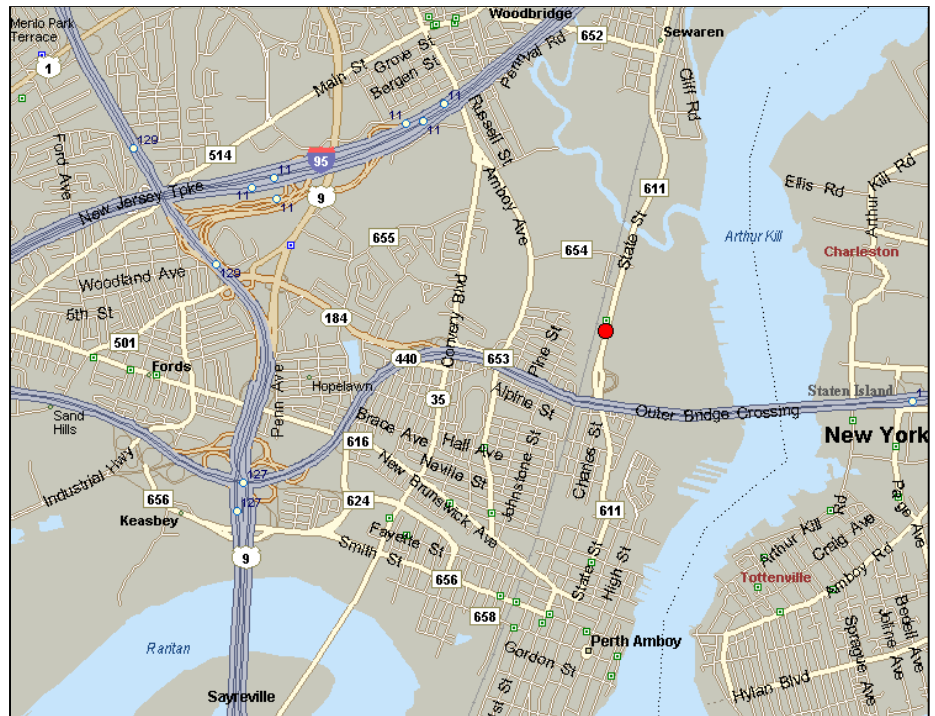 Menlo Park
Terrace
Woodbridge
652
Sewaren
1
Main St
Grove St
Bergen St
Percival Rd
Cliff Rd
11
11
11
129
Ford Ave
514
95
Russell St
New Jersey Tpke
11
11
11
9
Amboy Ave
611
Ellis Rd
Arthur Kill Rd
State St
655
654
Arthur Kill
Charleston
129
Woodland Ave
Convery Blvd
5th St
184
501
Pine St
440
653
Fords
Hopelawn
Penn Ave
35
Alpine St
Staten Island
Outer Bridge Crossing
Sand
Hills
Brace Ave
616
Half Ave
Charles St
New York
Industrial Hwy
Naville St
New Brunswick Ave
Johnstone St
127
127
656
624
611
Keasbey
Fayette St
Smith St
Arthur Kill Rd
Craig Ave
Page Ave
9
State St
High St
656
Tottenville
Amboy Rd
658
Perth Amboy
Raritan
Gordon St
Sprague Ave
Joline Ave
Bedell Ave
Sayreville
1st St
Hylan Blvd